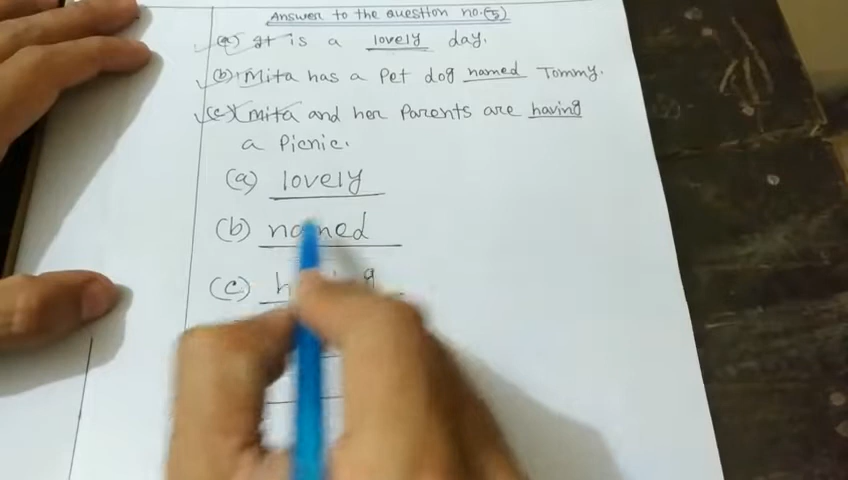 Answer to the question no.(5)
(a) It is a lovely day.
(b) Mita has a pet dog named Tommy.
(c) Mita and her parents are having
a picnic.
(a) lovely
(b) named
(c)